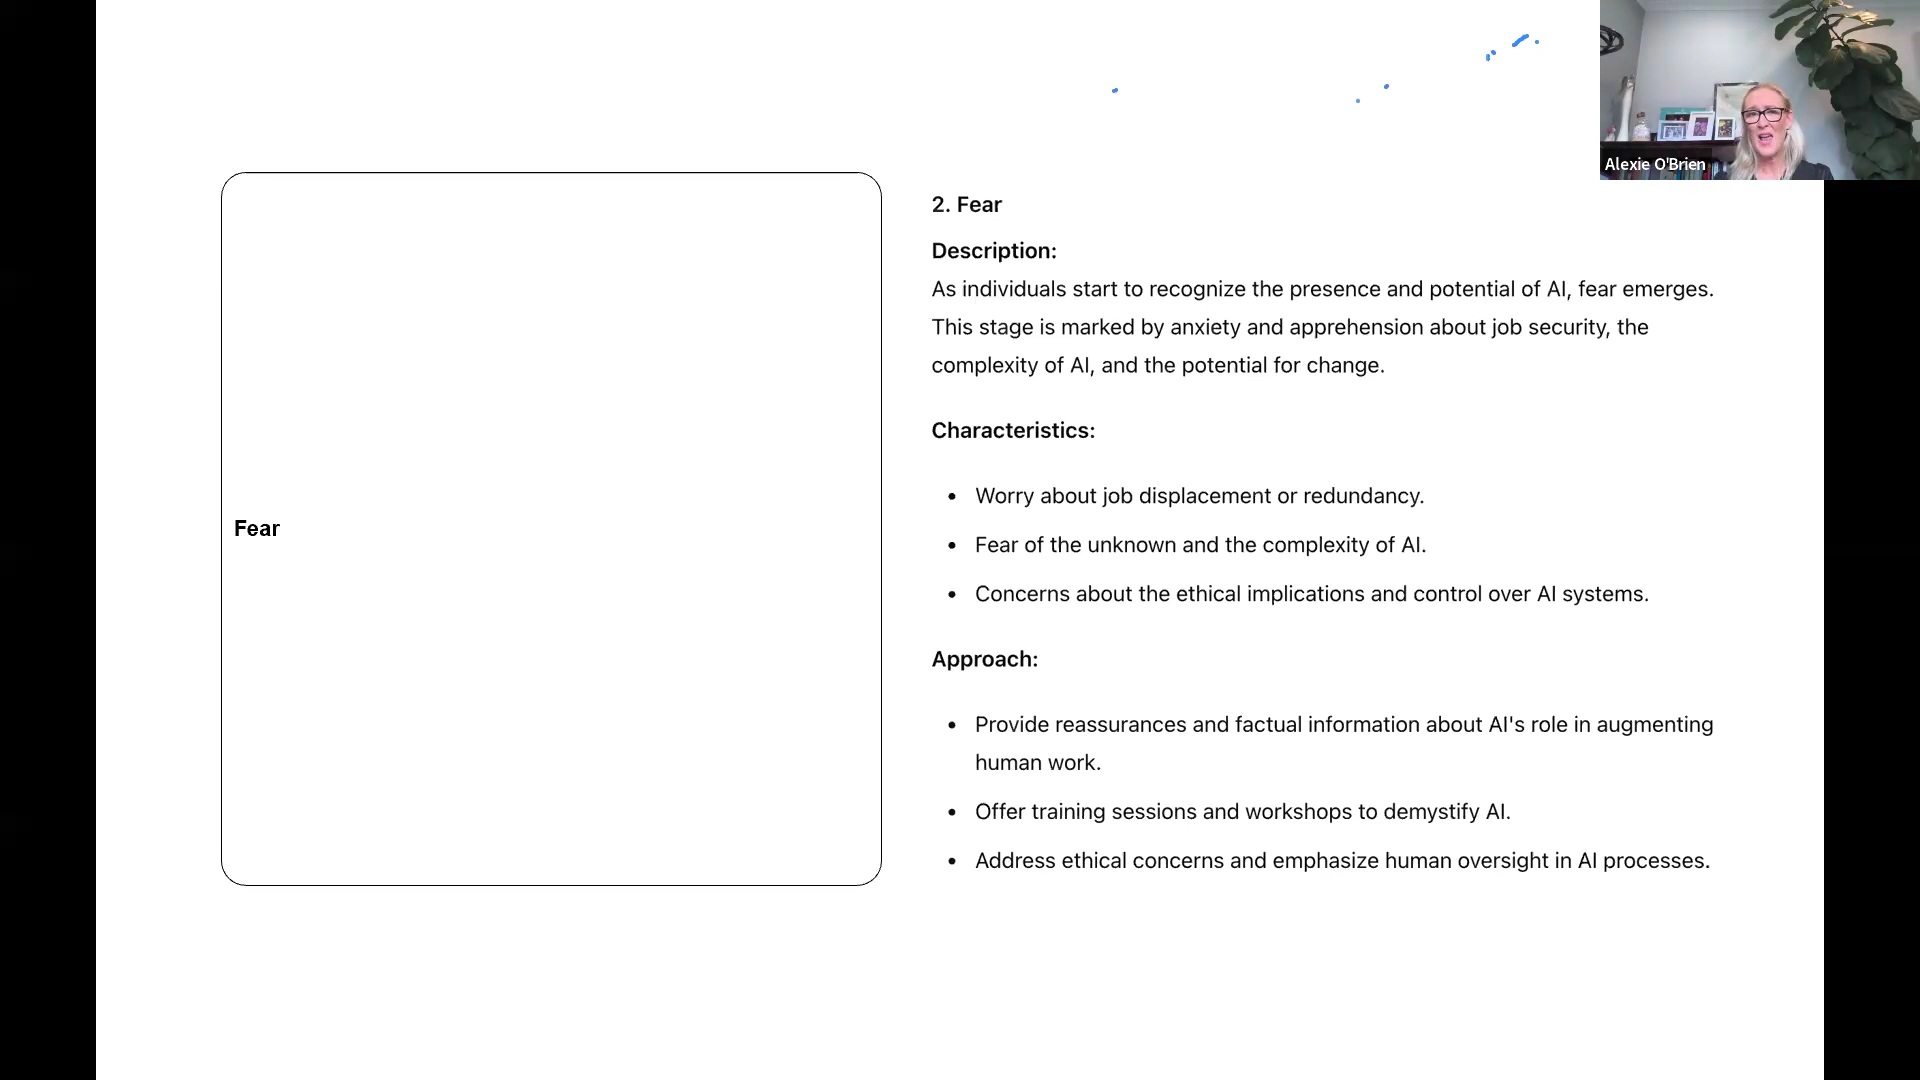 Alexie O'Brien
2. Fear
Description:
As individuals start to recognize the presence and potential of AI, fear emerges.
This stage is marked by anxiety and apprehension about job security, the
complexity of AI, and the potential for change.
Characteristics:
• Worry about job displacement or redundancy.
Fear
• Fear of the unknown and the complexity of AI.
• Concerns about the ethical implications and control over AI systems.
Approach:
• Provide reassurances and factual information about AI's role in augmenting
human work.
• Offer training sessions and workshops to demystify AI.
• Address ethical concerns and emphasize human oversight in AI processes.